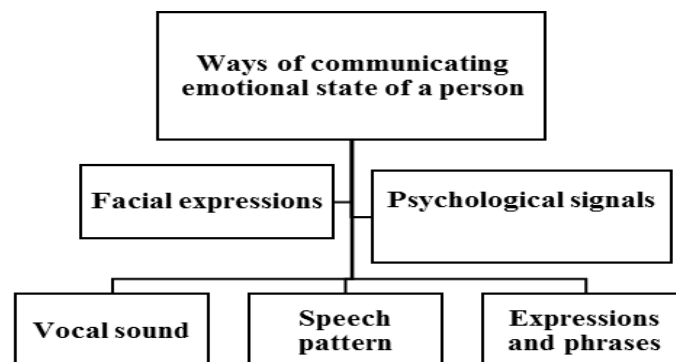 Ways of communicating
emotional state of a person
Facial expressions
Psychological signals
Vocal sound
Speech
pattern
Expressions
and phrases